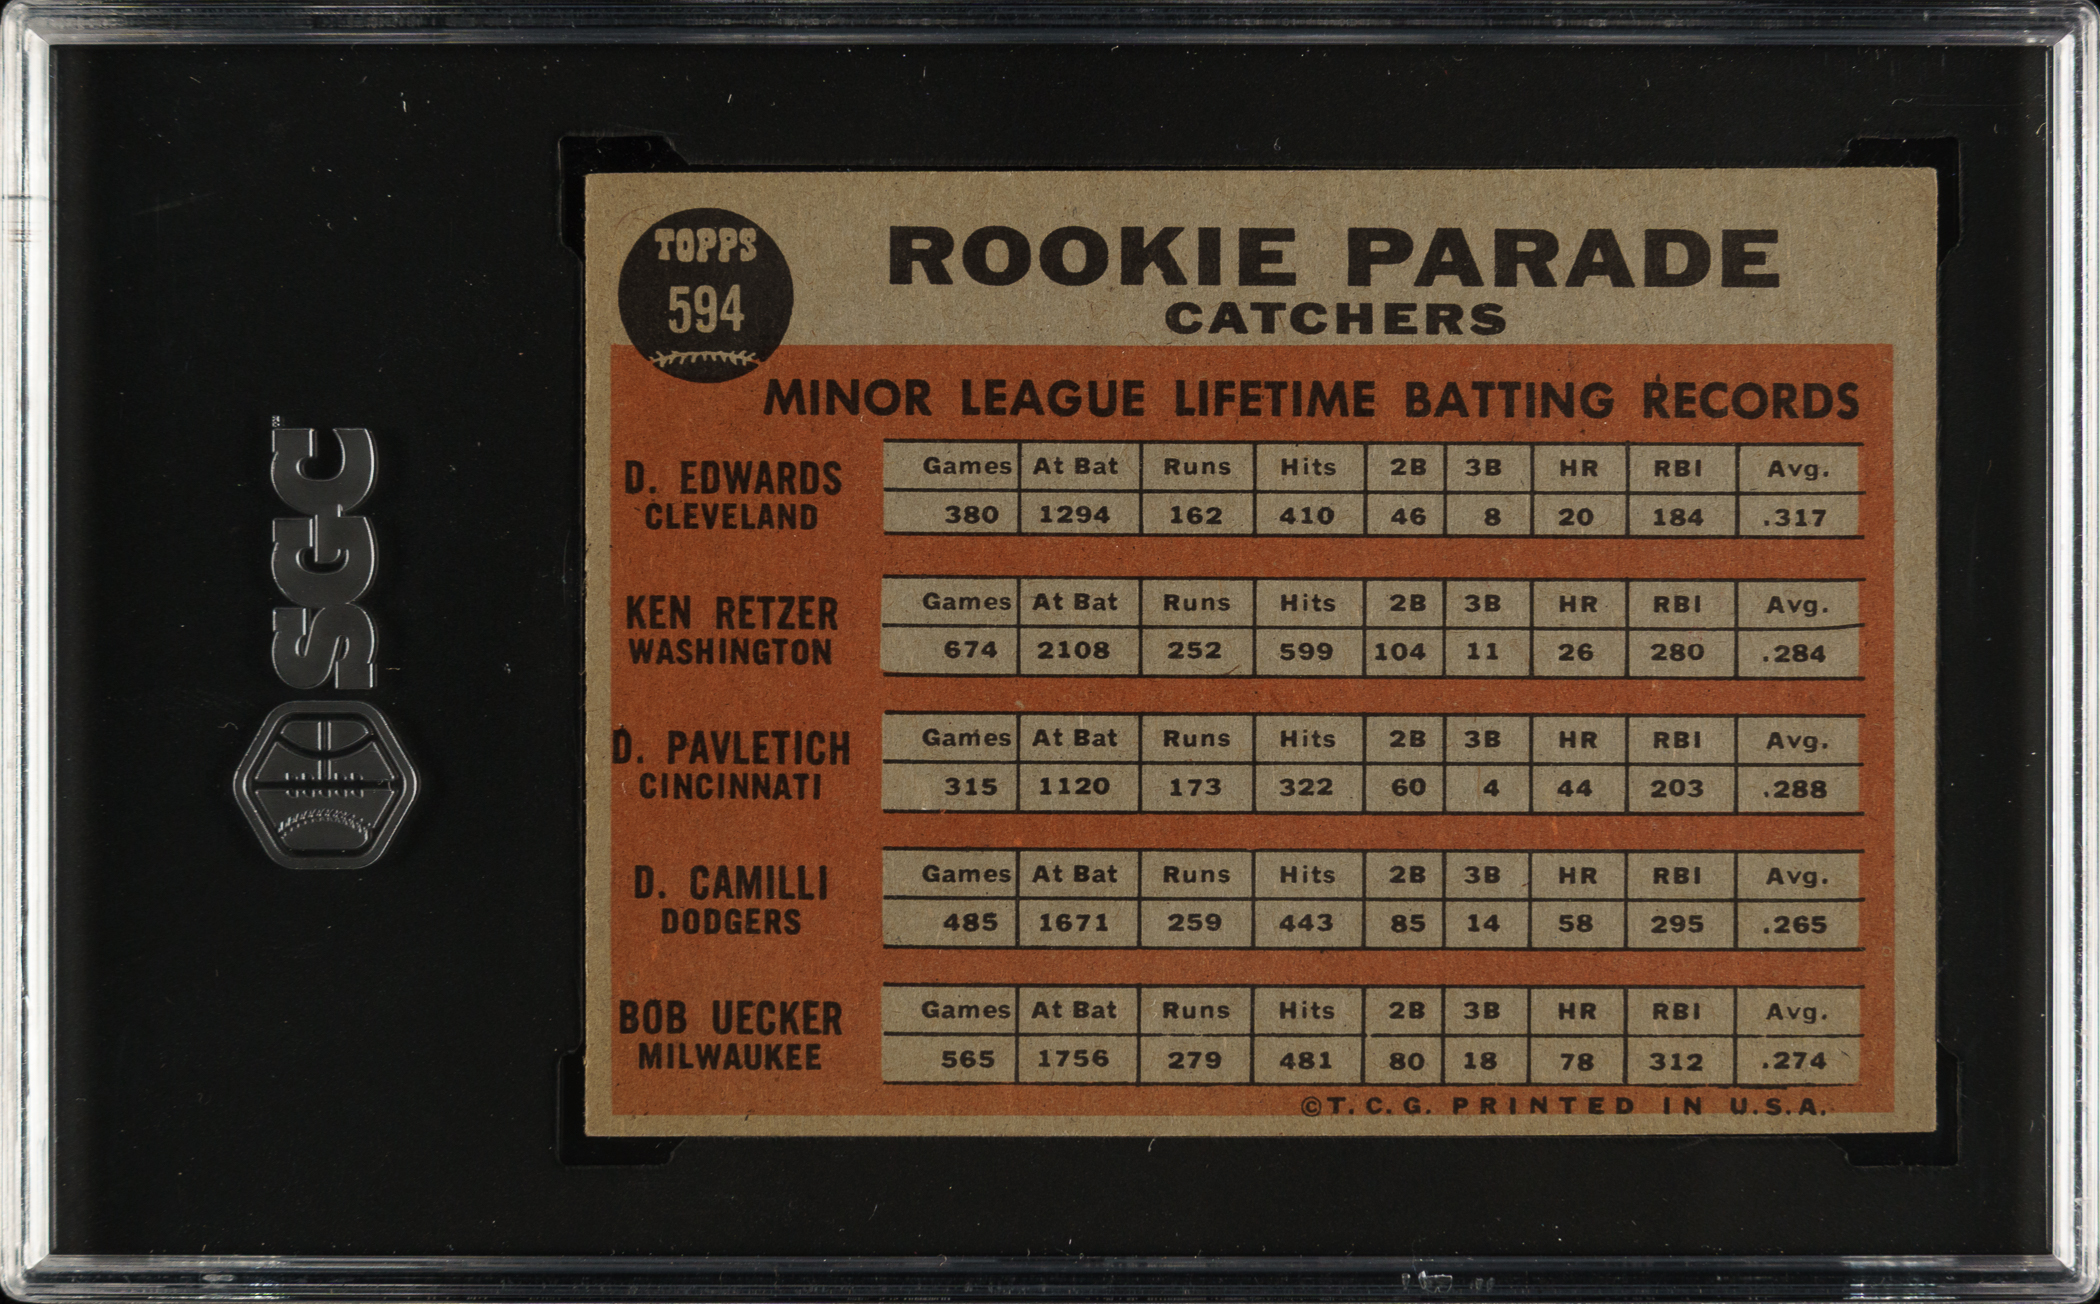 SGC
TOPPS
594
ROOKIE PARADE
CATCHERS
MINOR LEAGUE LIFETIME BATTING RECORDS
D. EDWARDS
CLEVELAND
Games At Bat Runs Hits 2B 3B HR RBI Avg.
380 1294 162 410 46 8 20 184 .317
KEN RETZER
WASHINGTON
Games At Bat Runs Hits 2B 3B HR RBI Avg.
674 2108 252 599 104 11 26 280 .284
D. PAVLETICH
CINCINNATI
Games At Bat Runs Hits 2B 3B HR RBI Avg.
315 1120 173 322 60 4 44 203 .288
D. CAMILLI
DODGERS
Games At Bat Runs Hits 2B 3B HR RBI Avg.
485 1671 259 443 85 14 58 295 .265
BOB UECKER
MILWAUKEE
Games At Bat Runs Hits 2B 3B HR RBI Avg.
565 1756 279 481 80 18 78 312 .274
©T.C.G. PRINTED IN U.S.A.